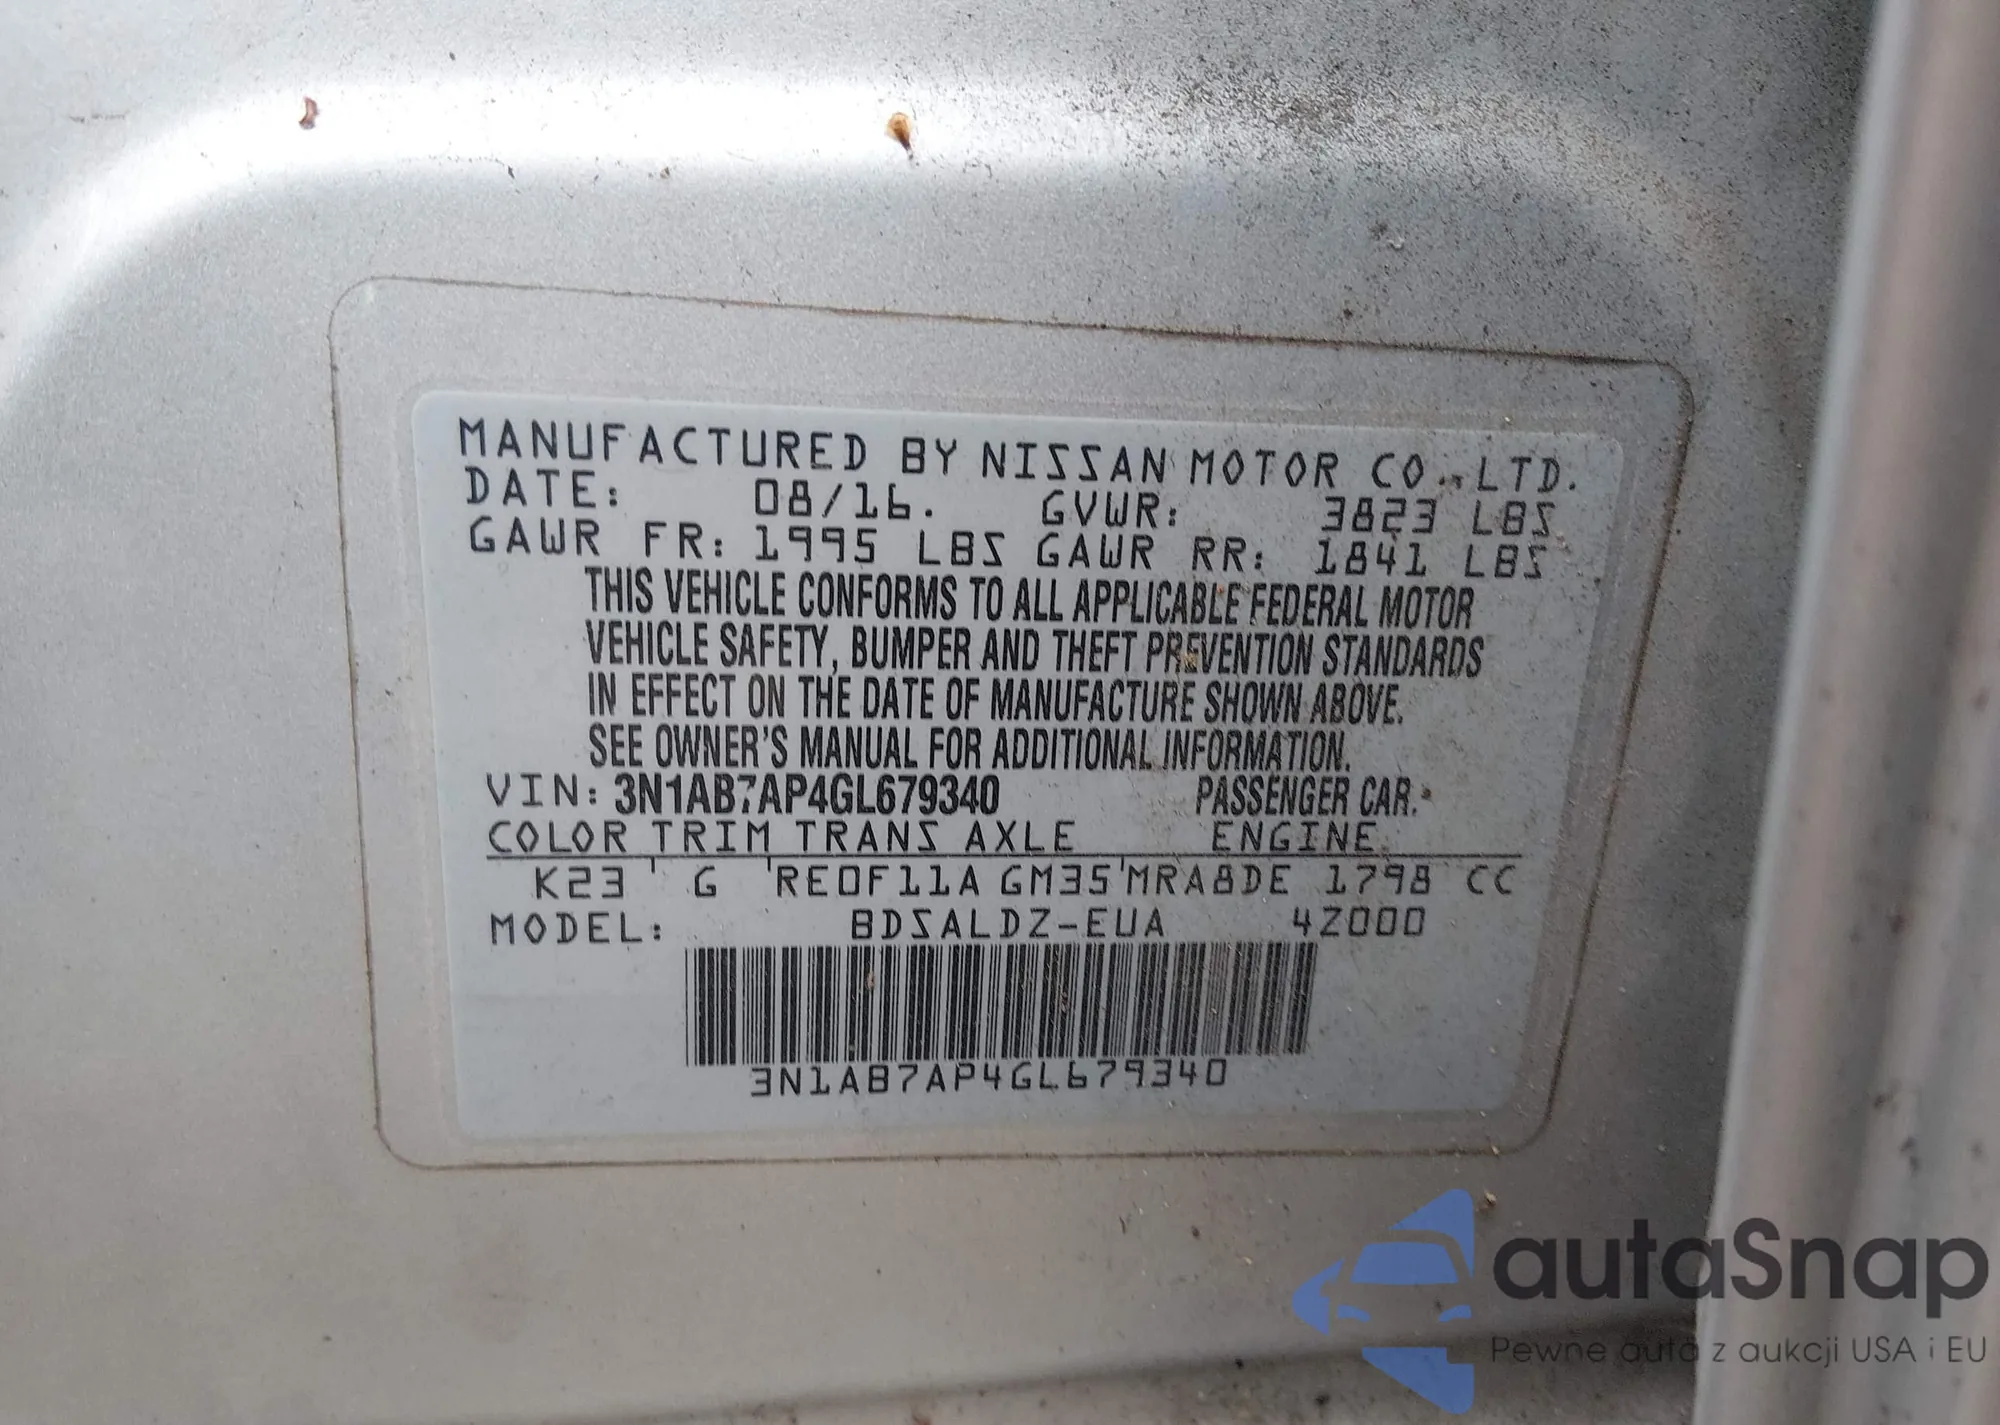 MANUFACTURED BY NISSAN MOTOR CO., LTD.
DATE: 08/16. GVWR: 3823 LBS
GAWR FR: 1995 LBS GAWR RR: 1841 LBS
THIS VEHICLE CONFORMS TO ALL APPLICABLE FEDERAL MOTOR
VEHICLE SAFETY, BUMPER AND THEFT PREVENTION STANDARDS
IN EFFECT ON THE DATE OF MANUFACTURE SHOWN ABOVE.
SEE OWNER'S MANUAL FOR ADDITIONAL INFORMATION.
VIN: 3N1AB7AP4GL679340 PASSENGER CAR.
COLOR TRIM TRANS AXLE ENGINE
K23 G RE0F11A GM35 MRA8DE 1798 CC
MODEL: BDSALDZ-EUA 4Z000
3N1AB7AP4GL679340
autaSnap
Pewne auta z aukcji USA i EU